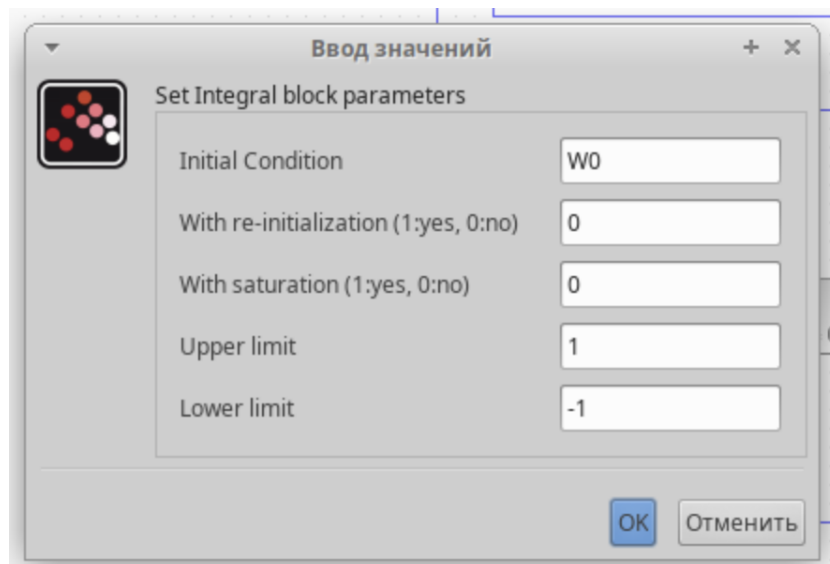 Ввод значений
Set Integral block parameters
Initial Condition W0
With re-initialization (1:yes, 0:no) 0
With saturation (1:yes, 0:no) 0
Upper limit 1
Lower limit -1
OK Отменить